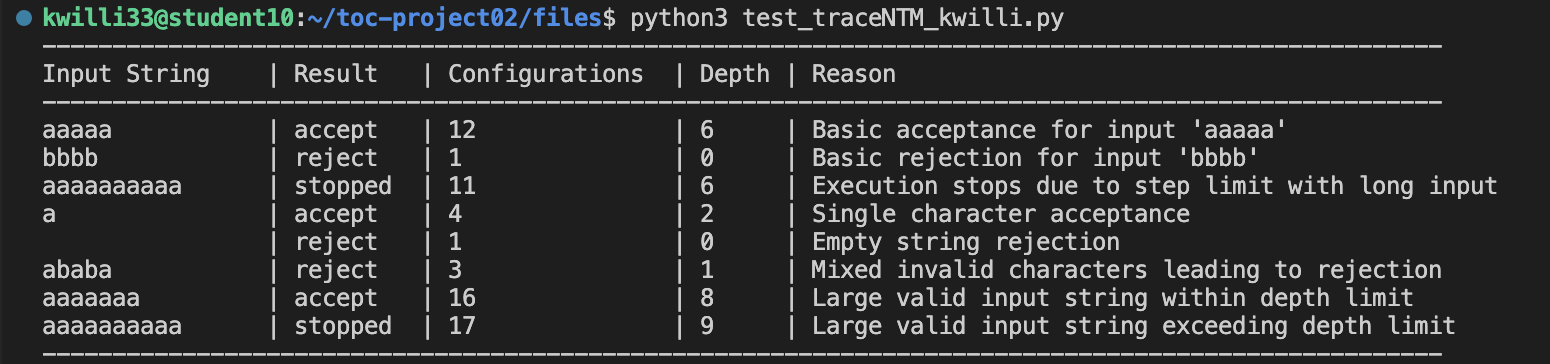 kwilli33@student10:~/toc-project02/files$ python3 test_traceNTM_kwilli.py
----------------------------------------------------------------------------------------------------
Input String    | Result   | Configurations  | Depth | Reason
----------------------------------------------------------------------------------------------------
aaaaa           | accept   | 12              | 6     | Basic acceptance for input 'aaaaa'
bbbb            | reject   | 1               | 0     | Basic rejection for input 'bbbb'
aaaaaaaaaa      | stopped  | 11              | 6     | Execution stops due to step limit with long input
a               | accept   | 4               | 2     | Single character acceptance
                | reject   | 1               | 0     | Empty string rejection
ababa           | reject   | 3               | 1     | Mixed invalid characters leading to rejection
aaaaaaa         | accept   | 16              | 8     | Large valid input string within depth limit
aaaaaaaaaa      | stopped  | 17              | 9     | Large valid input string exceeding depth limit
----------------------------------------------------------------------------------------------------